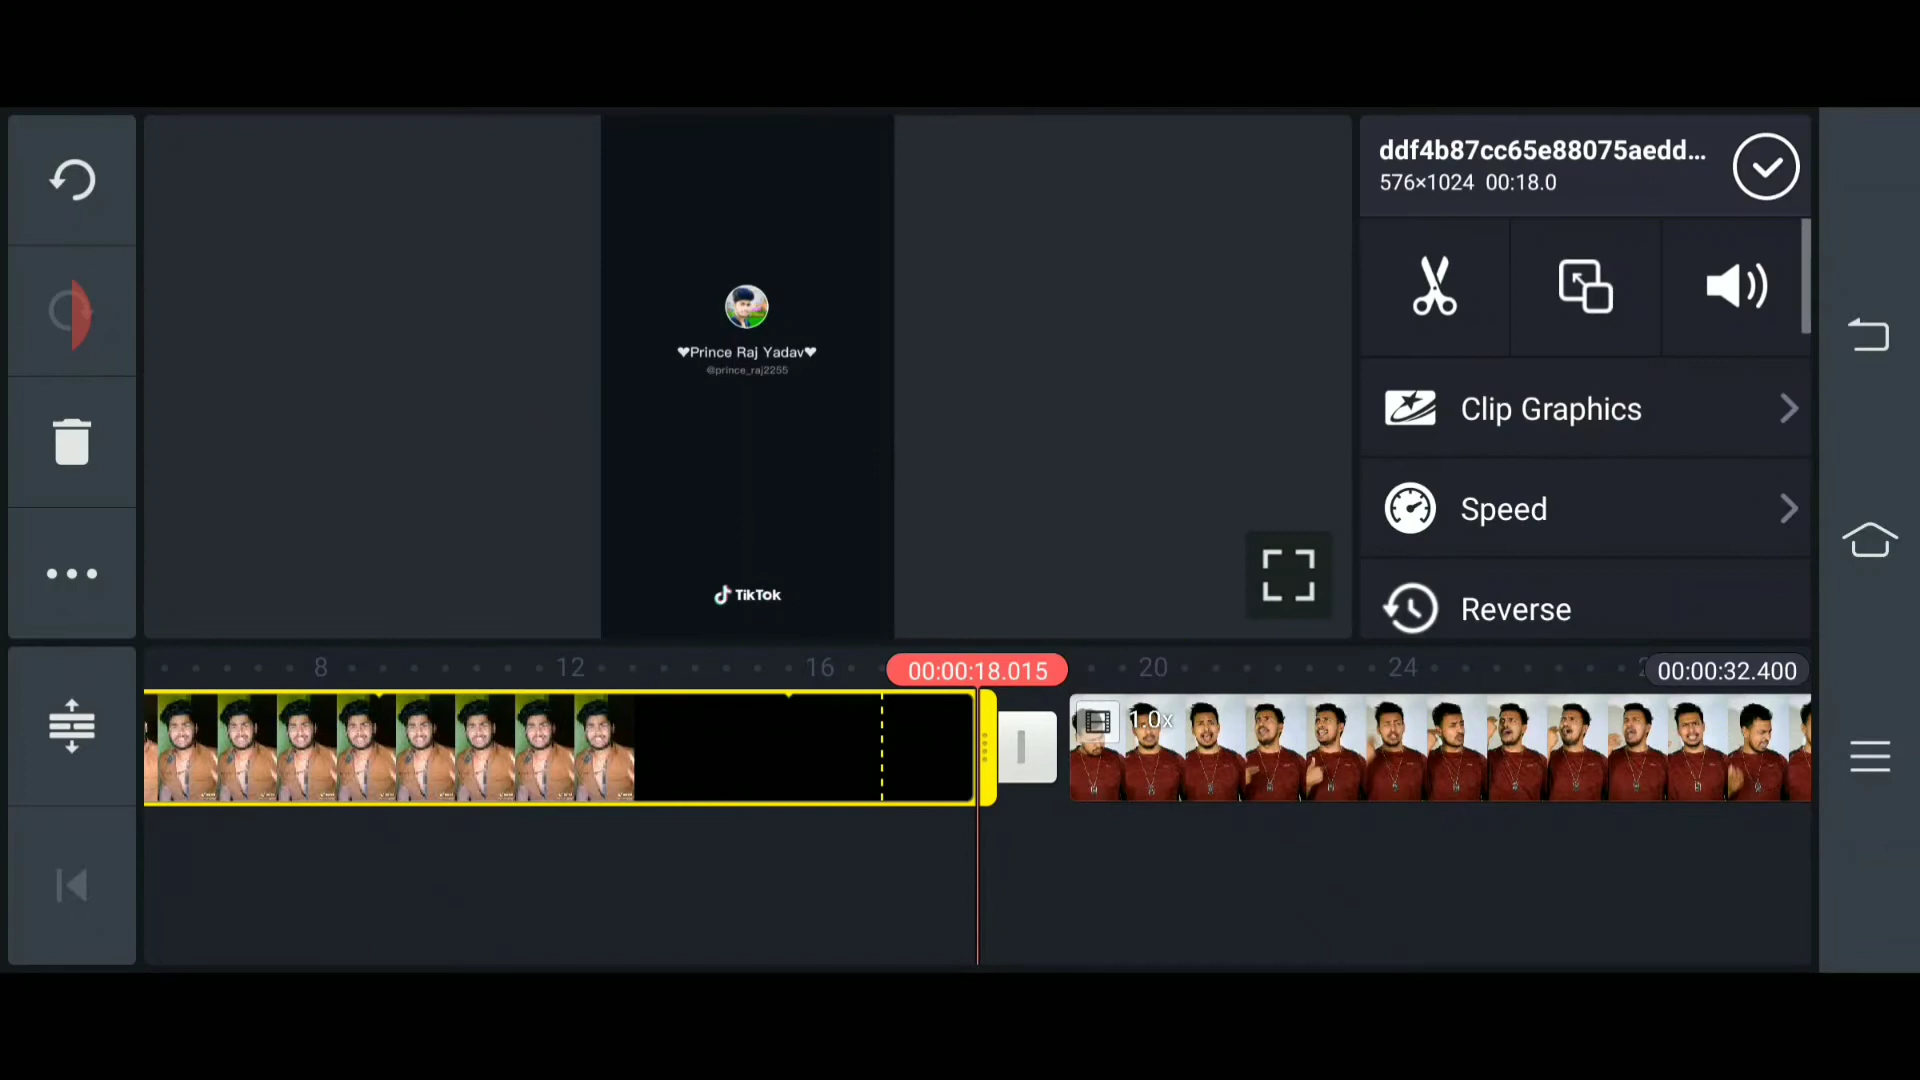 ddf4b87cc65e88075aedd...
576×1024 00:18.0
❤Prince Raj Yadav❤
@prince_raj2255
TikTok
Clip Graphics
Speed
Reverse
8
12
16
00:00:18.015
20
24
00:00:32.400
1.0x